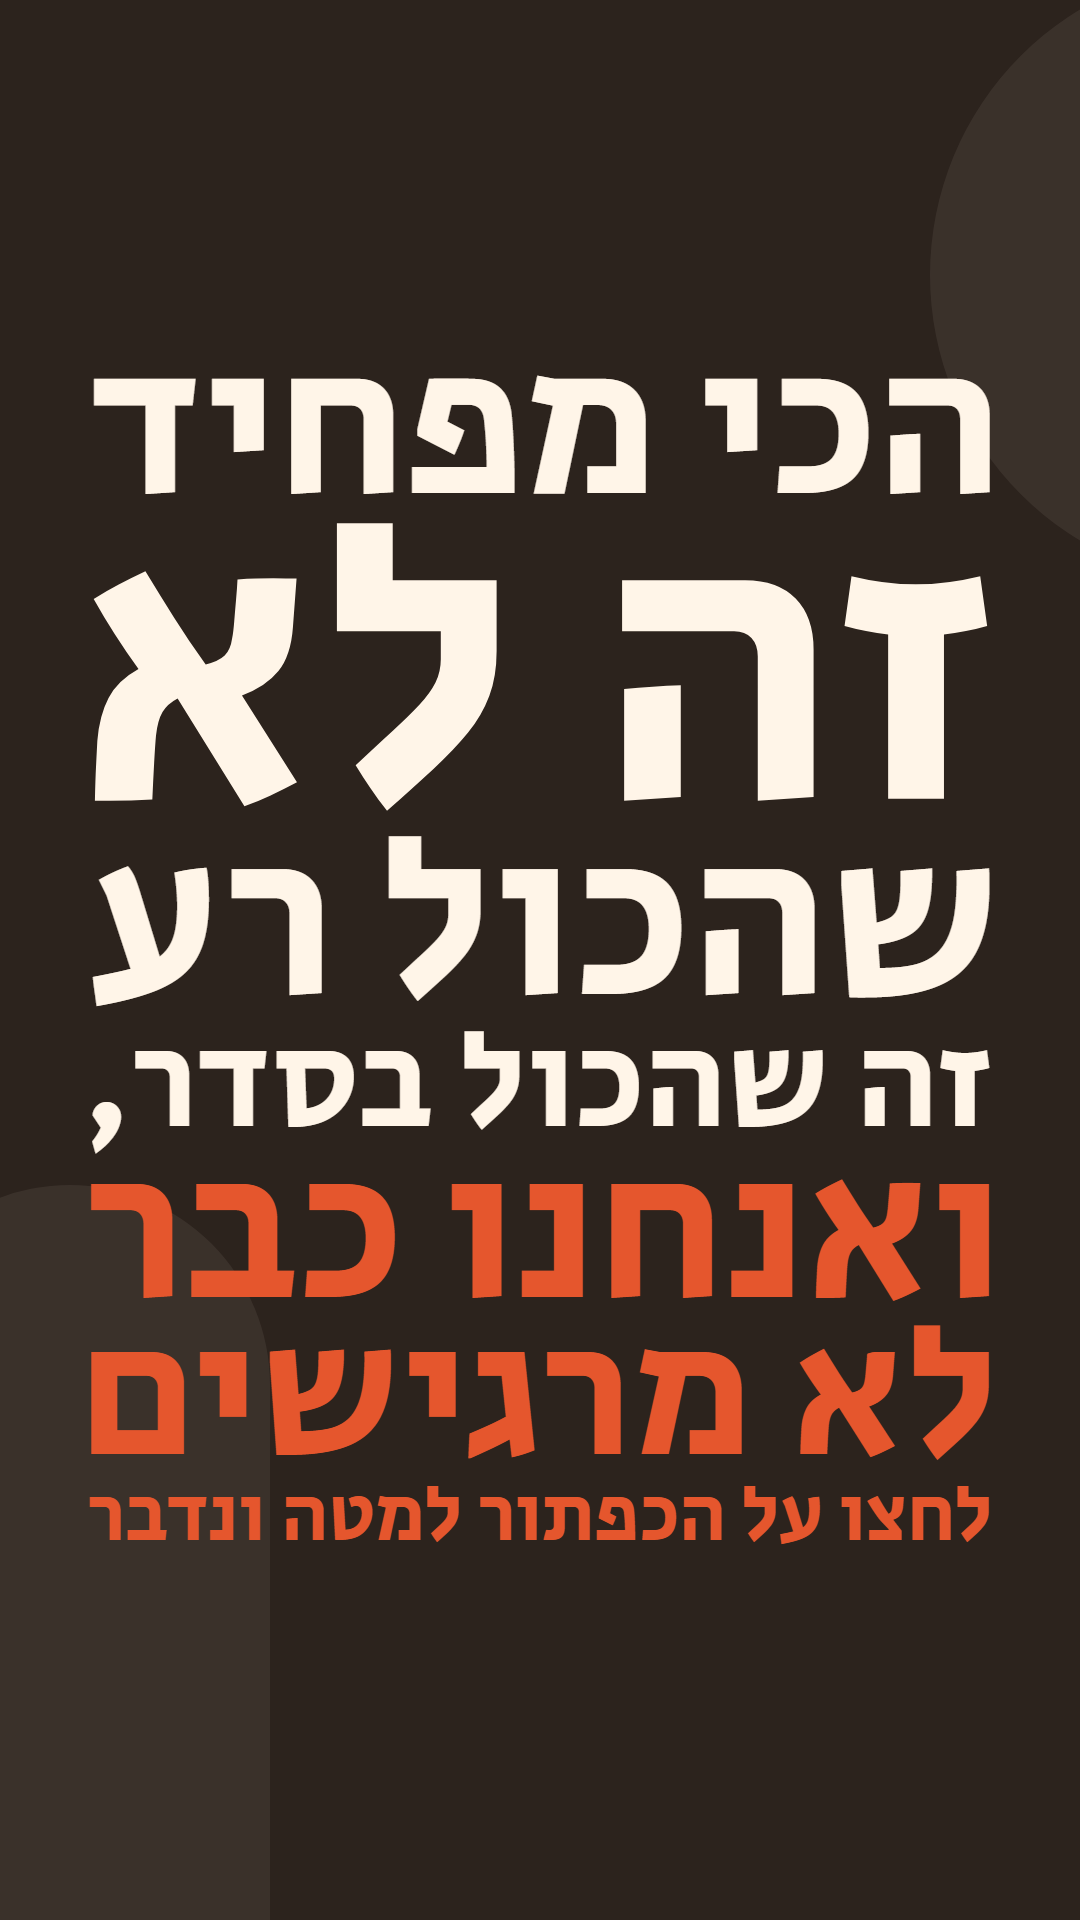 הכי מפחיד
זה לא
שהכול רע
זה שהכול בסדר,
ואנחנו כבר
לא מרגישים
לחצו על הכפתור למטה ונדבר